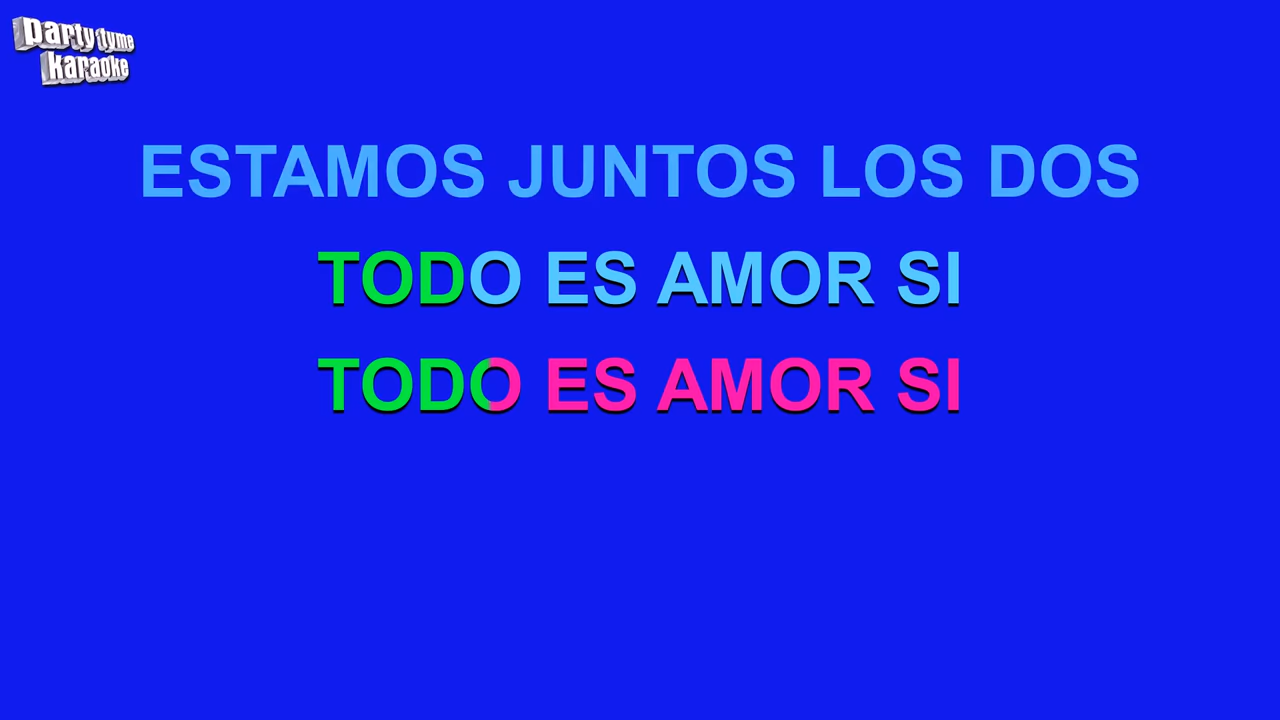 party tyme
karaoke
ESTAMOS JUNTOS LOS DOS
TODO ES AMOR SI
TODO ES AMOR SI